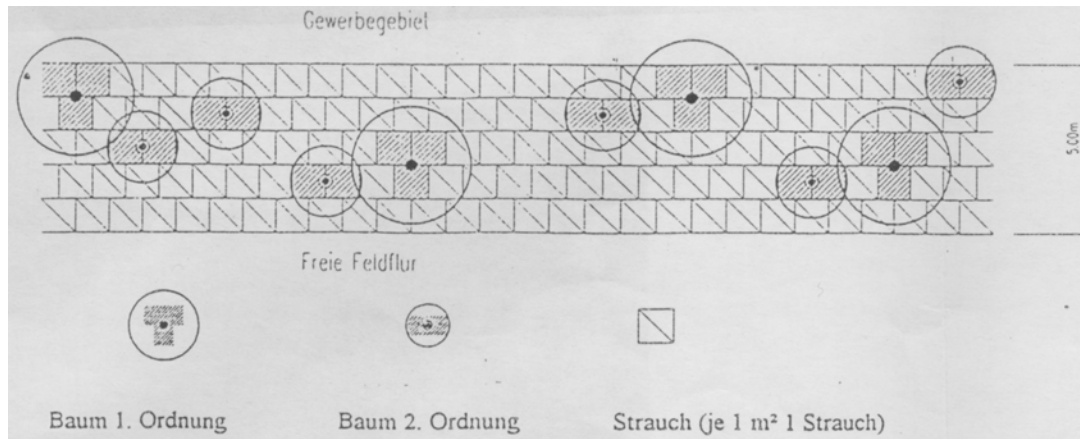 Gewerbegebiet
5.00m
Freie Feldflur
Baum 1. Ordnung
Baum 2. Ordnung
Strauch (je 1 m² 1 Strauch)